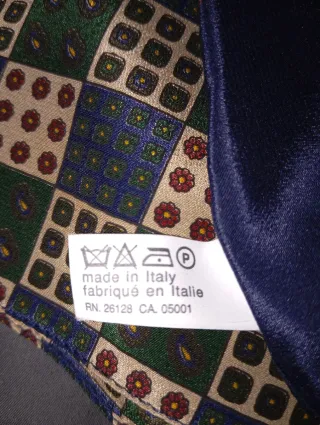 P
made in Italy
fabriqué en Italie
RN. 26128 CA. 05001